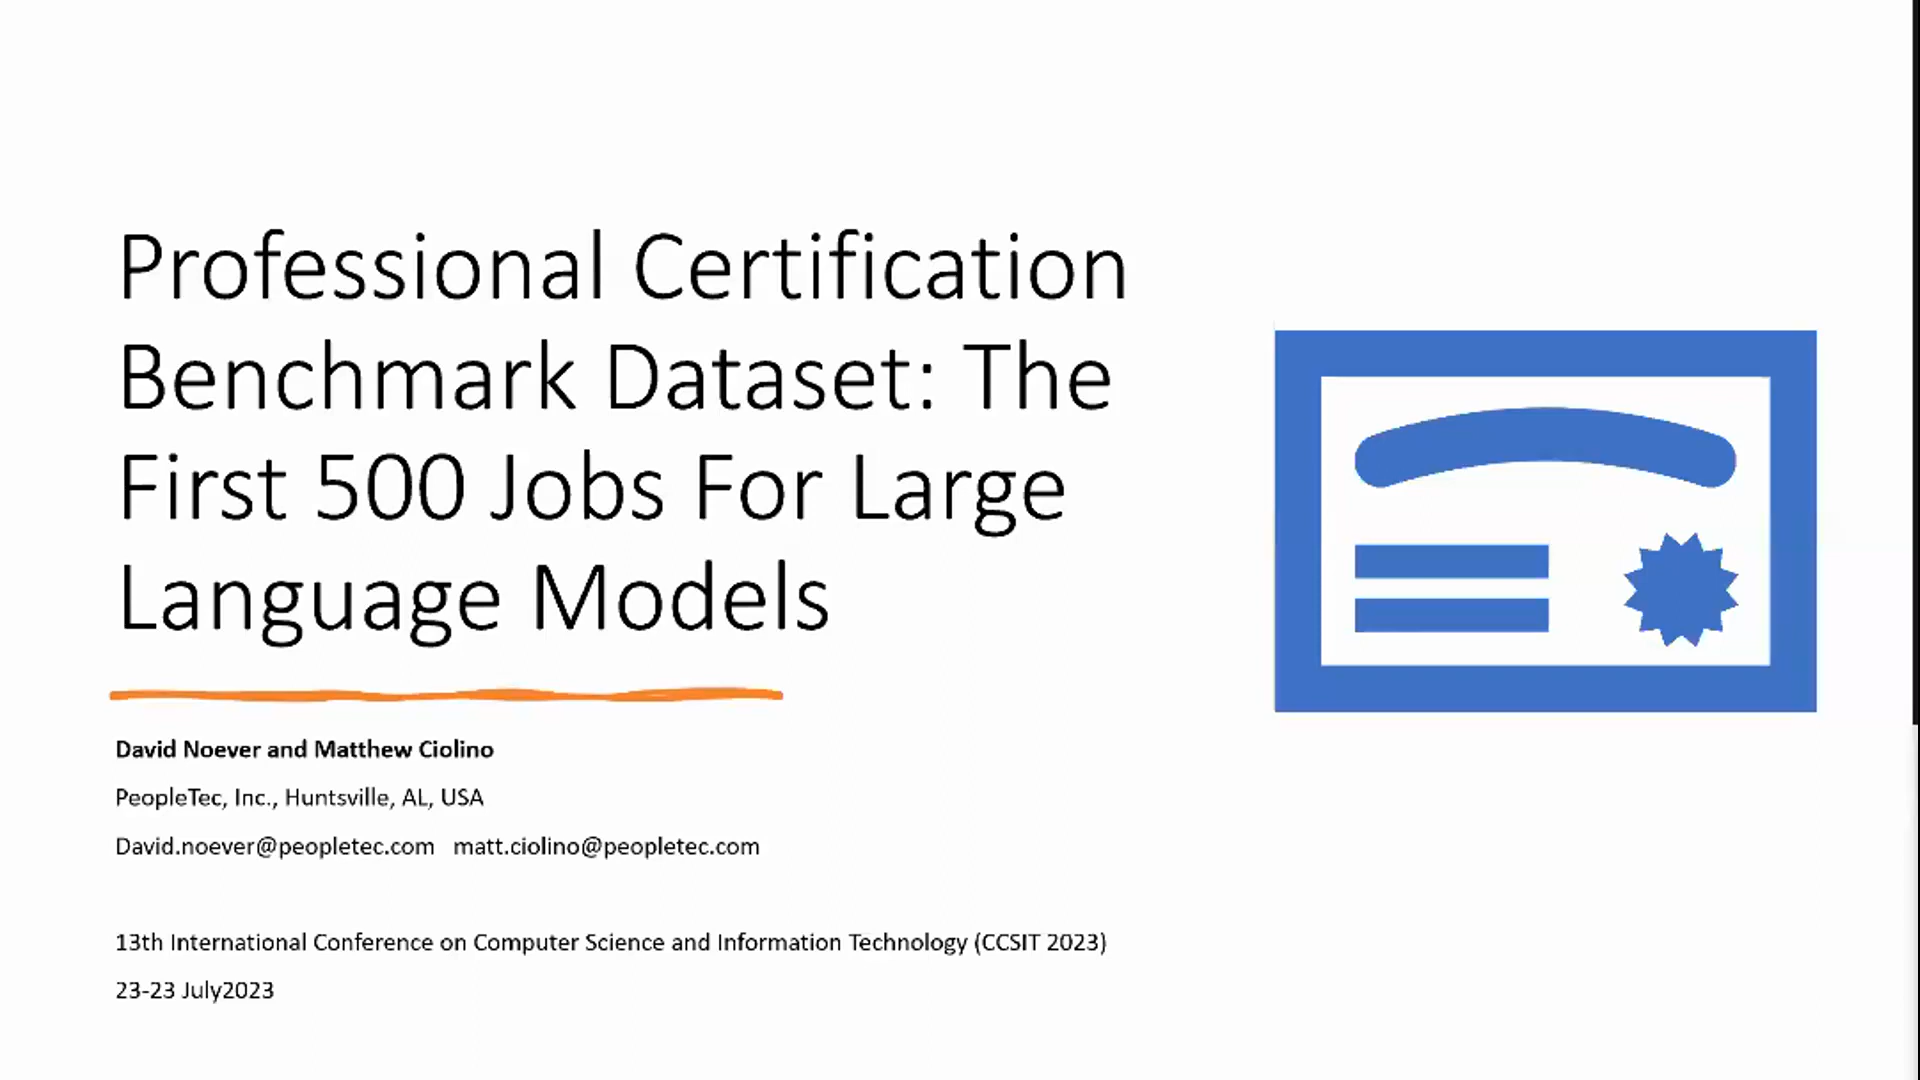 Professional Certification
Benchmark Dataset: The
First 500 Jobs For Large
Language Models
David Noever and Matthew Ciolino
PeopleTec, Inc., Huntsville, AL, USA
David.noever@peopletec.com matt.ciolino@peopletec.com
13th International Conference on Computer Science and Information Technology (CCSIT 2023)
23-23 July2023